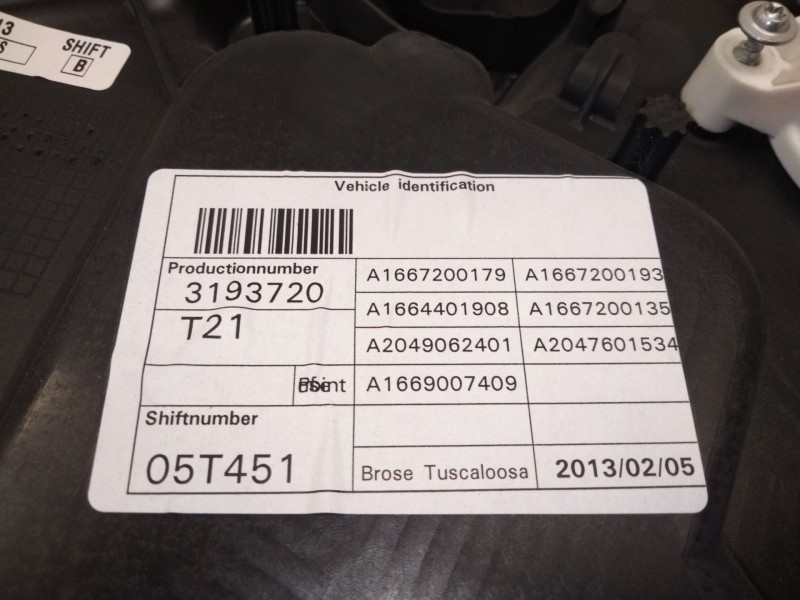 13
S
SHIFT
B
Vehicle identification
Productionnumber
3193720
T21
A1667200179 A1667200193
A1664401908 A1667200135
A2049062401 A2047601534
A1669007409
Shiftnumber
05T451
Brose Tuscaloosa 2013/02/05